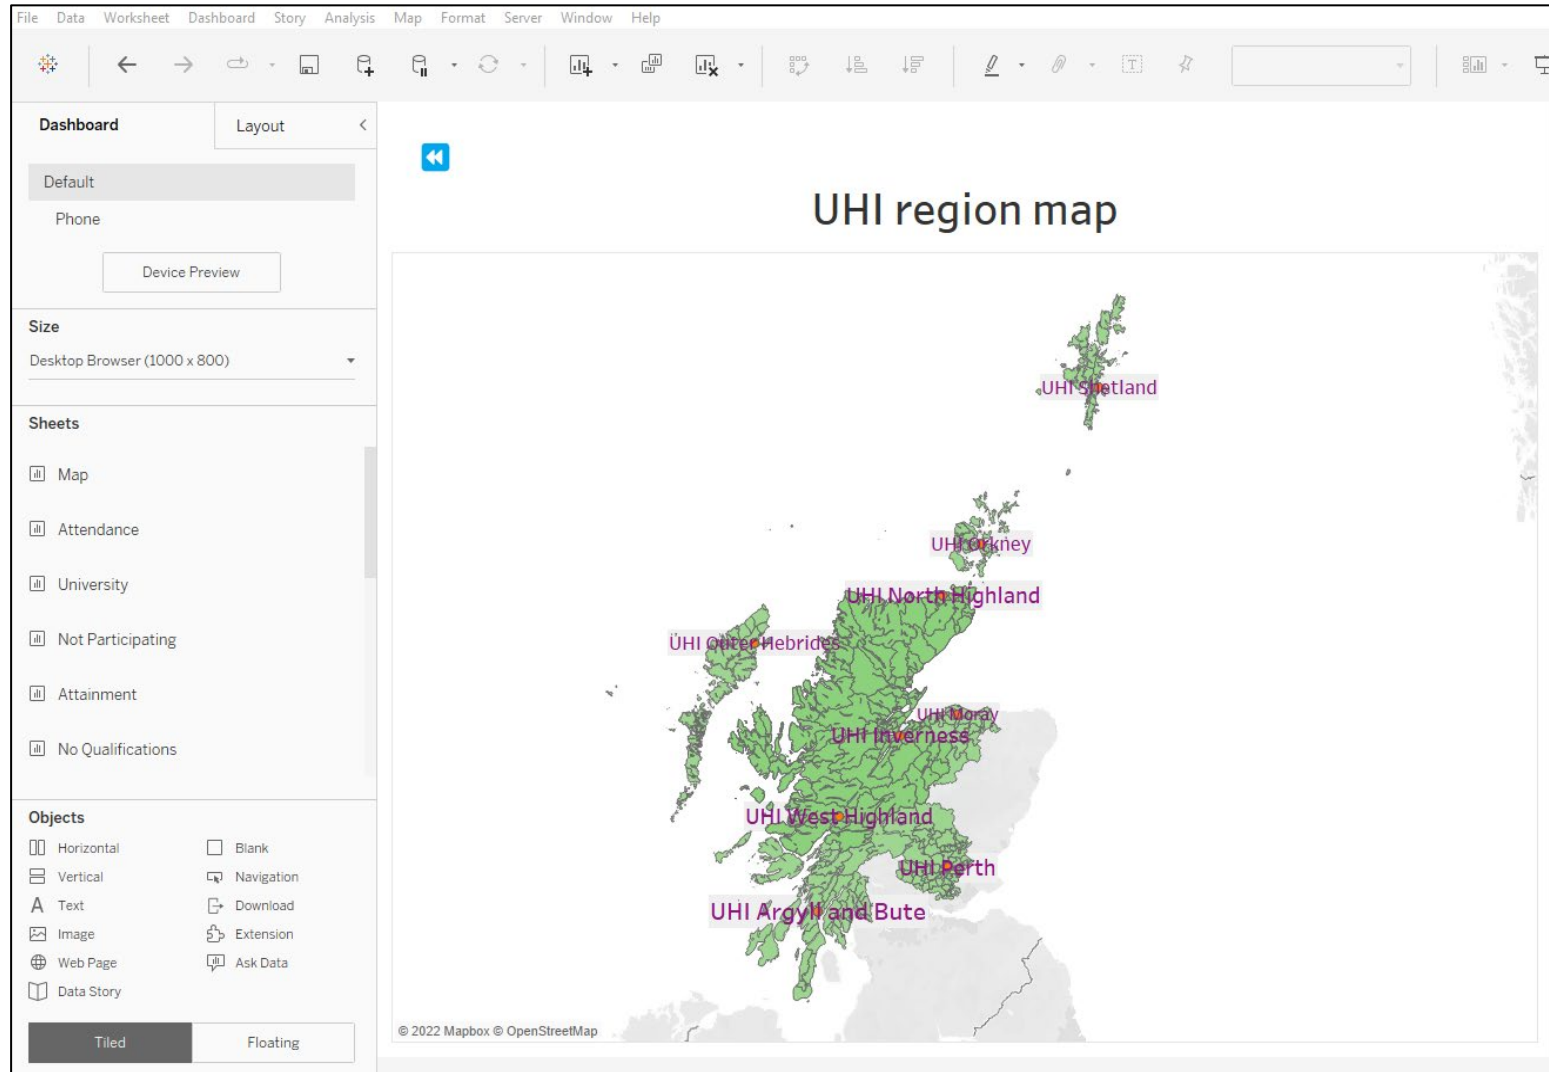 File Data Worksheet Dashboard Story Analysis Map Format Server Window Help
Dashboard
Layout
Default
Phone
Device Preview
Size
Desktop Browser (1000 x 800)
Sheets
Map
Attendance
University
Not Participating
Attainment
No Qualifications
Objects
Horizontal Blank
Vertical Navigation
A Text Download
Image Extension
Web Page Ask Data
Data Story
Tiled Floating
UHI region map
UHI Shetland
UHI Orkney
UHI North Highland
UHI Outer Hebrides
UHI Moray
UHI Inverness
UHI West Highland
UHI Perth
UHI Argyll and Bute
© 2022 Mapbox © OpenStreetMap